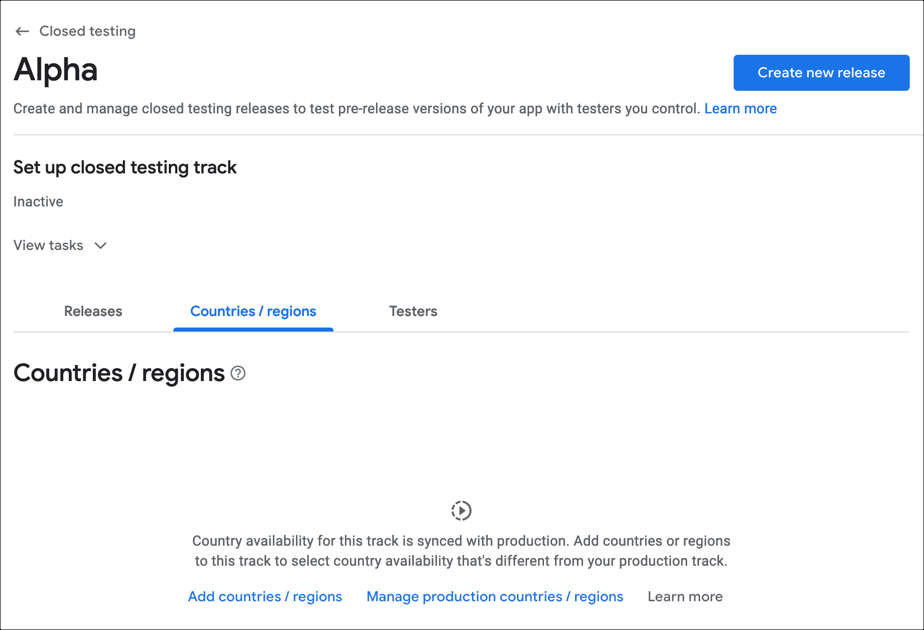 Closed testing
Alpha
Create new release
Create and manage closed testing releases to test pre-release versions of your app with testers you control. Learn more
Set up closed testing track
Inactive
View tasks
Releases Countries / regions Testers
Countries / regions
Country availability for this track is synced with production. Add countries or regions
to this track to select country availability that's different from your production track.
Add countries / regions Manage production countries / regions Learn more